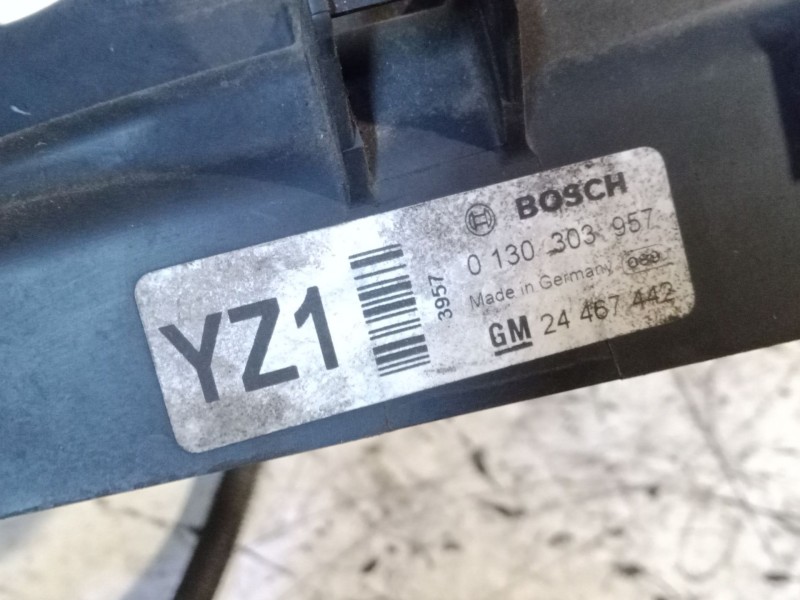 BOSCH
0 130 303 957
Made in Germany
GM 24 467 442
3957
YZ1